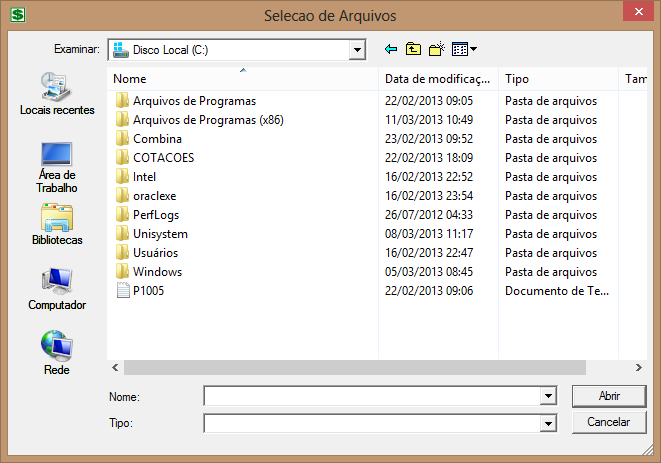 Selecao de Arquivos
Examinar: Disco Local (C:)
Nome Data de modificaç... Tipo Tam
Arquivos de Programas 22/02/2013 09:05 Pasta de arquivos
Arquivos de Programas (x86) 11/03/2013 10:49 Pasta de arquivos
Combina 23/02/2013 09:52 Pasta de arquivos
COTACOES 22/02/2013 18:09 Pasta de arquivos
Intel 16/02/2013 22:52 Pasta de arquivos
oraclexe 16/02/2013 23:54 Pasta de arquivos
PerfLogs 26/07/2012 04:33 Pasta de arquivos
Unisystem 08/03/2013 11:17 Pasta de arquivos
Usuários 16/02/2013 22:47 Pasta de arquivos
Windows 05/03/2013 08:45 Pasta de arquivos
P1005 22/02/2013 09:06 Documento de Te...
Locais recentes
Área de
Trabalho
Bibliotecas
Computador
Rede
Nome: Abrir
Tipo: Cancelar